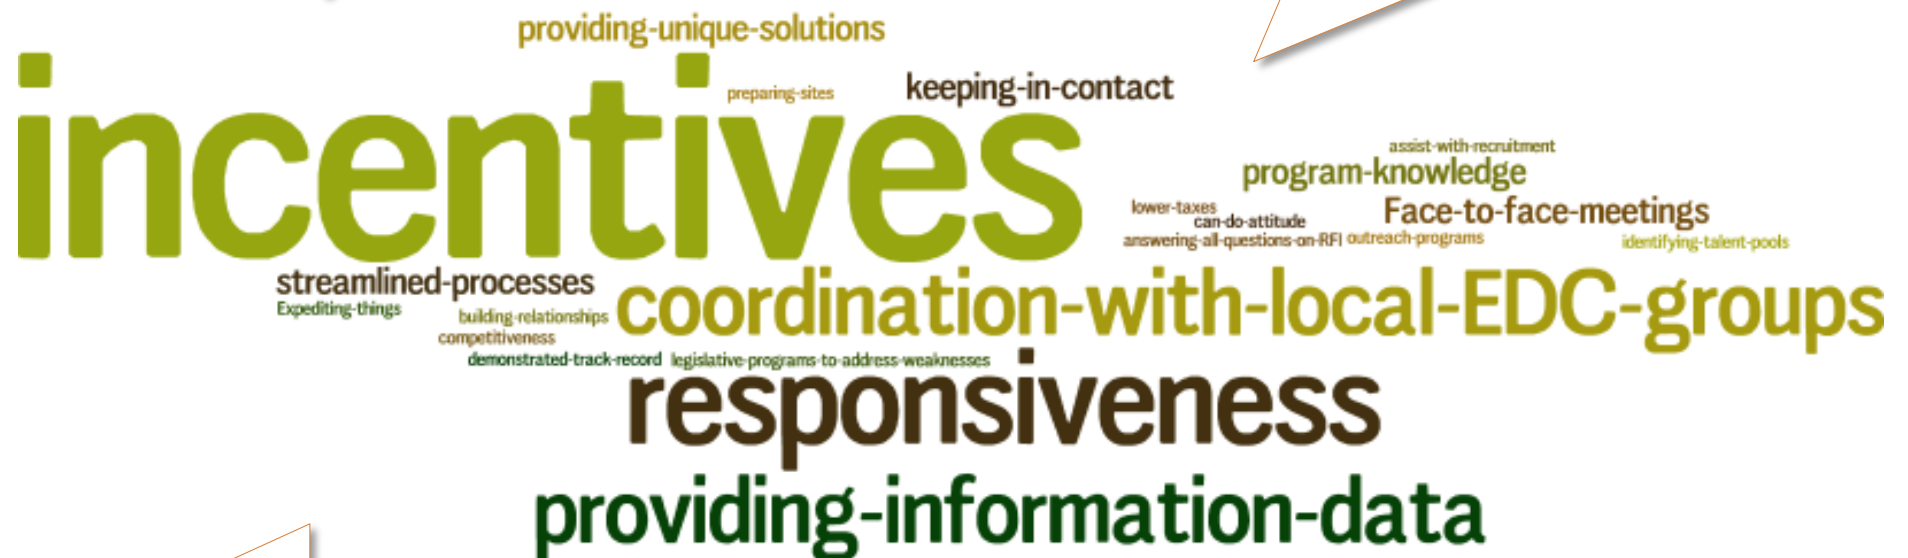 providing-unique-solutions
incentives
preparing-sites
keeping-in-contact
assist-with-recruitment
program-knowledge
lower-taxes
can-do-attitude
Face-to-face-meetings
answering-all-questions-on-RFI
outreach-programs
identifying-talent-pools
streamlined-processes
Expediting-things
building-relationships
coordination-with-local-EDC-groups
competitiveness
demonstrated-track-record
legislative-programs-to-address-weaknesses
responsiveness
providing-information-data